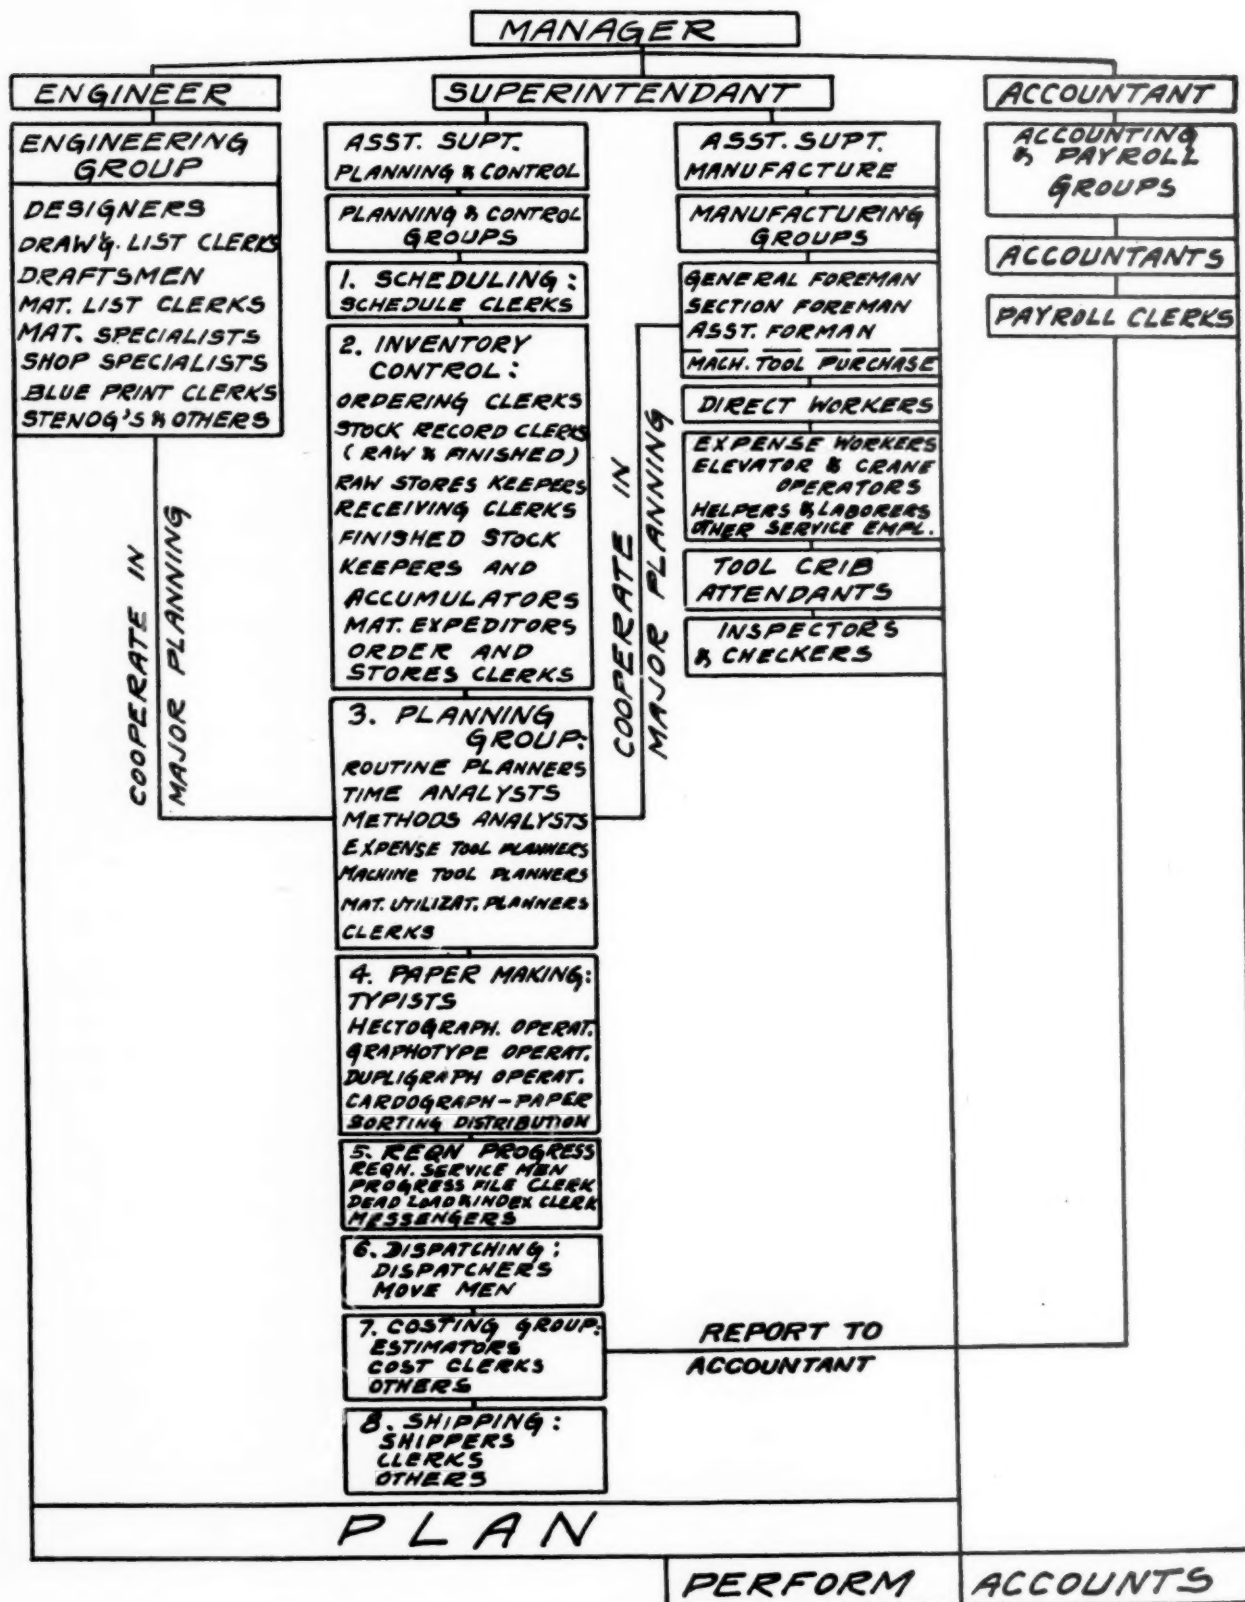 MANAGER
ENGINEER
ENGINEERING
GROUP
DESIGNERS
DRAW'G. LIST CLERKS
DRAFTSMEN
MAT. LIST CLERKS
MAT. SPECIALISTS
SHOP SPECIALISTS
BLUE PRINT CLERKS
STENOG'S & OTHERS
COOPERATE IN
MAJOR PLANNING
SUPERINTENDANT
ASST. SUPT.
PLANNING & CONTROL
PLANNING & CONTROL
GROUPS
1. SCHEDULING:
SCHEDULE CLERKS
2. INVENTORY
CONTROL:
ORDERING CLERKS
STOCK RECORD CLERKS
(RAW & FINISHED)
RAW STORES KEEPERS
RECEIVING CLERKS
FINISHED STOCK
KEEPERS AND
ACCUMULATORS
MAT. EXPEDITORS
ORDER AND
STORES CLERKS
3. PLANNING
GROUP:
ROUTINE PLANNERS
TIME ANALYSTS
METHODS ANALYSTS
EXPENSE TOOL PLANNERS
MACHINE TOOL PLANNERS
MAT. UTILIZAT. PLANNERS
CLERKS
4. PAPER MAKING:
TYPISTS
HECTOGRAPH. OPERAT.
GRAPHOTYPE OPERAT.
DUPLIGRAPH OPERAT.
CARDOGRAPH-PAPER
SORTING DISTRIBUTION
5. REQN PROGRESS
REQN. SERVICE MEN
PROGRESS FILE CLERK
DEAD LOAD & INDEX CLERK
MESSENGERS
6. DISPATCHING:
DISPATCHERS
MOVE MEN
7. COSTING GROUP:
ESTIMATORS
COST CLERKS
OTHERS
8. SHIPPING:
SHIPPERS
CLERKS
OTHERS
COOPERATE IN
MAJOR PLANNING
ASST. SUPT.
MANUFACTURE
MANUFACTURING
GROUPS
GENERAL FOREMAN
SECTION FOREMAN
ASST. FORMAN
MACH. TOOL PURCHASE
DIRECT WORKERS
EXPENSE WORKERS
ELEVATOR & CRANE
OPERATORS
HELPERS & LABORERS
OTHER SERVICE EMPL.
TOOL CRIB
ATTENDANTS
INSPECTORS
& CHECKERS
REPORT TO
ACCOUNTANT
ACCOUNTANT
ACCOUNTING
& PAYROLL
GROUPS
ACCOUNTANTS
PAYROLL CLERKS
PLAN
PERFORM
ACCOUNTS